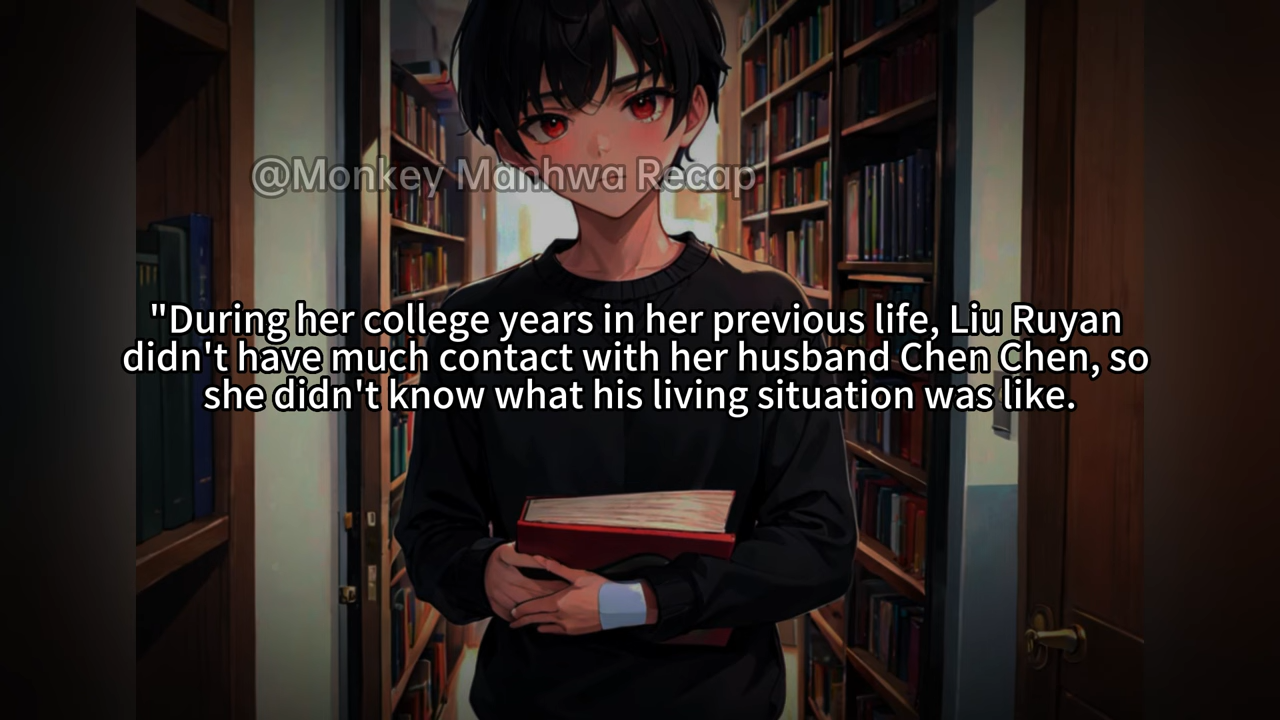 @Monkey Manhwa Recap
"During her college years in her previous life, Liu Ruyan
didn't have much contact with her husband Chen Chen, so
she didn't know what his living situation was like.